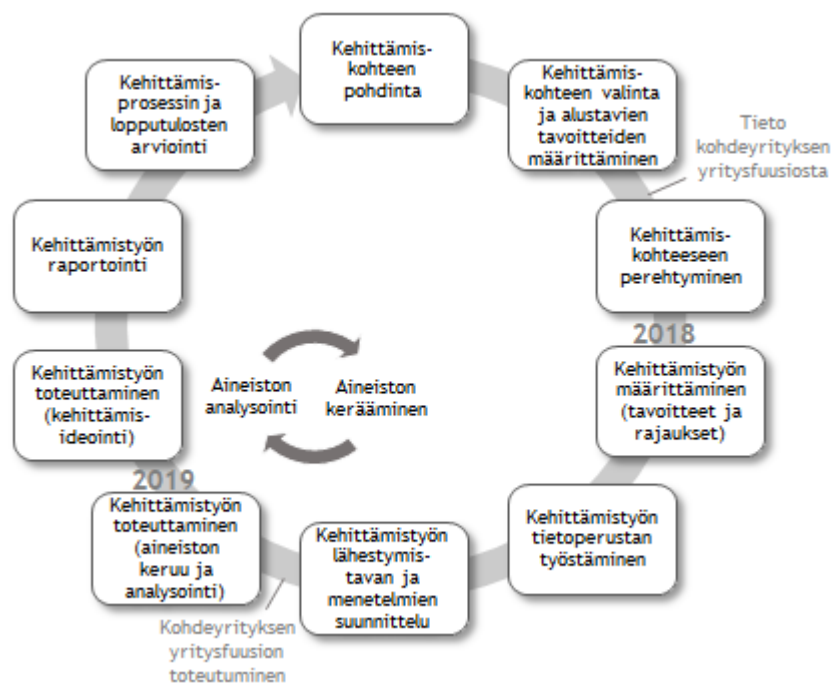 Kehittämis-
kohteen
pohdinta
Kehittämis-
kohteen valinta
ja alustavien
tavoitteiden
määrittäminen
Tieto
kohdeyrityksen
yritysfuusiosta
Kehittämis-
kohteeseen
perehtyminen
2018
Kehittämistyön
määrittäminen
(tavoitteet ja
rajaukset)
Kehittämistyön
tietoperustan
työstäminen
Kehittämistyön
lähestymis-
tavan ja
menetelmien
suunnittelu
Kohdeyrityksen
yritysfuusion
toteutuminen
Kehittämistyön
toteuttaminen
(aineiston
keruu ja
analysointi)
2019
Kehittämistyön
toteuttaminen
(kehittämis-
ideointi)
Kehittämistyön
raportointi
Kehittämis-
prosessin ja
lopputulosten
arviointi
Aineiston
analysointi
Aineiston
kerääminen